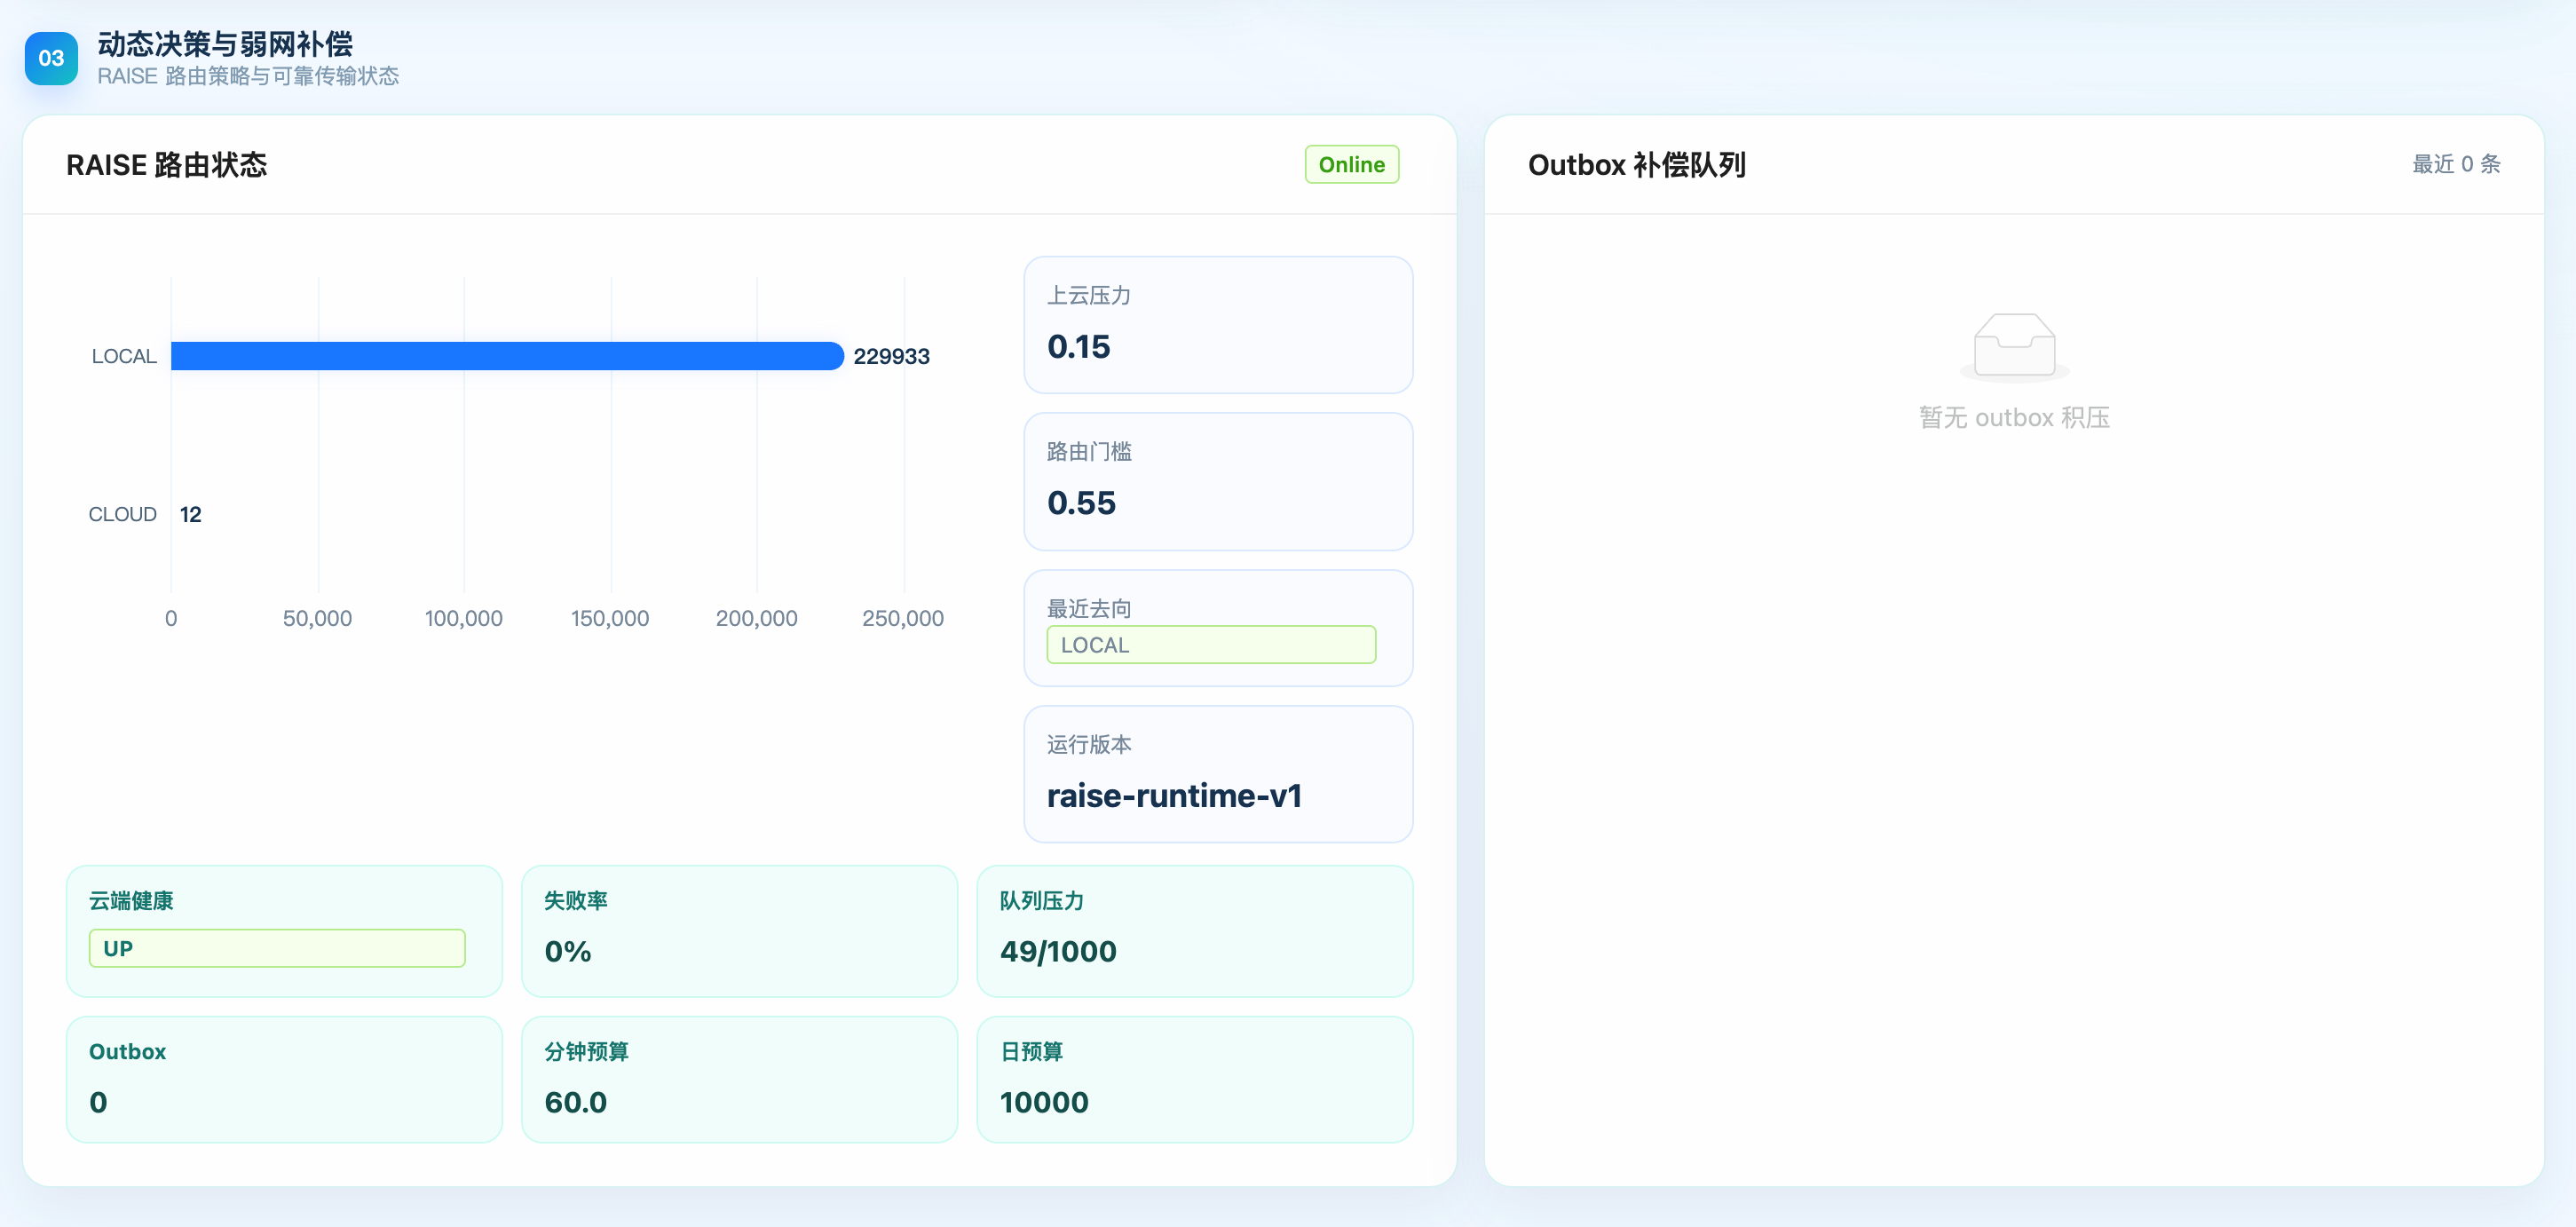 03
动态决策与弱网补偿
RAISE 路由策略与可靠传输状态
RAISE 路由状态
Online
LOCAL
229933
CLOUD
12
0
50,000
100,000
150,000
200,000
250,000
上云压力
0.15
路由门槛
0.55
最近去向
LOCAL
运行版本
raise-runtime-v1
云端健康
UP
失败率
0%
队列压力
49/1000
Outbox
0
分钟预算
60.0
日预算
10000
Outbox 补偿队列
最近 0 条
暂无 outbox 积压